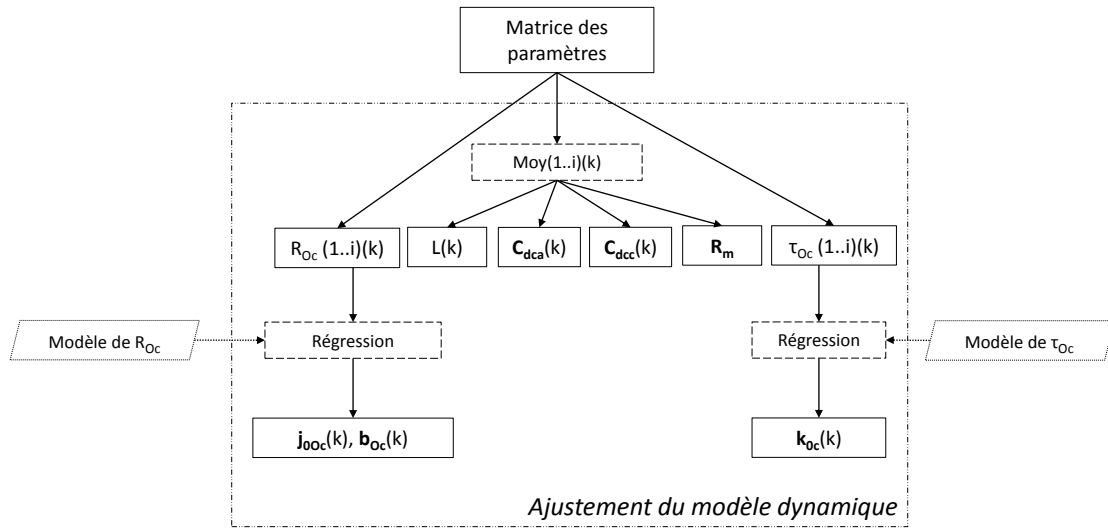 Matrice des
paramètres
Moy(1..i)(k)
R_Oc (1..i)(k)
L(k)
C_dca(k)
C_dcc(k)
R_m
τ_Oc (1..i)(k)
Modèle de R_Oc
Régression
Régression
Modèle de τ_Oc
j_0Oc(k), b_Oc(k)
k_0c(k)
Ajustement du modèle dynamique